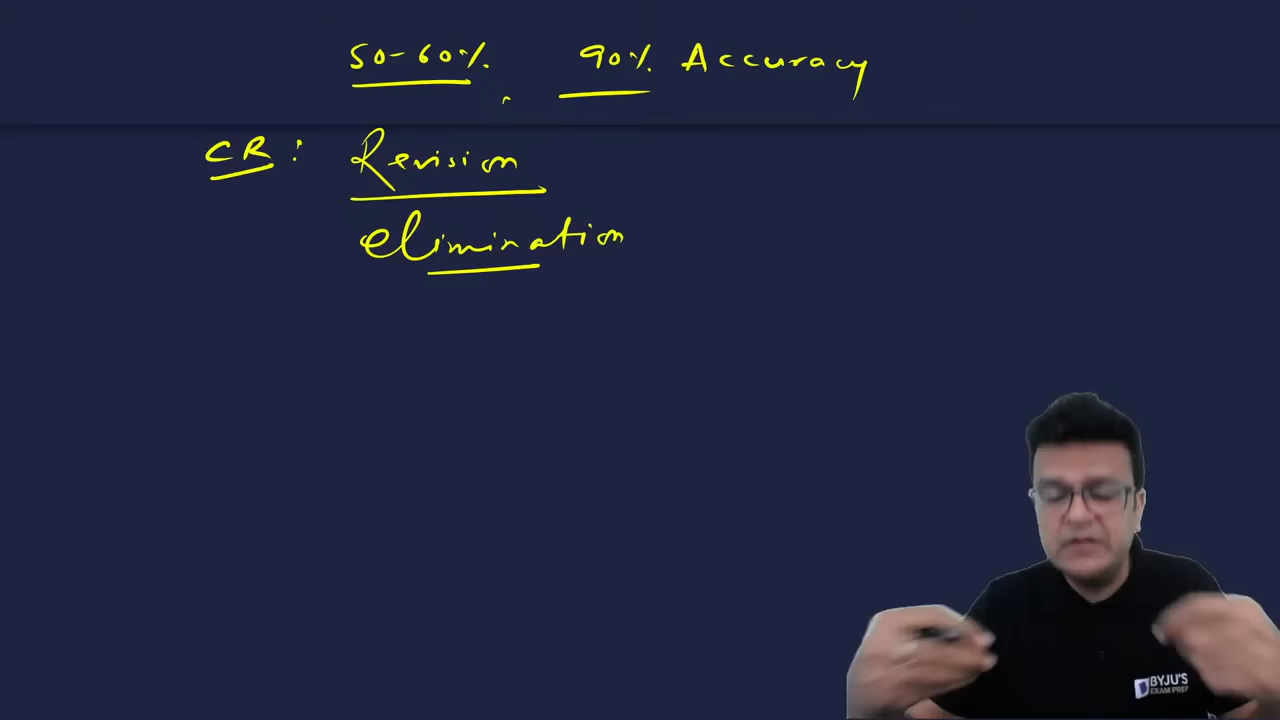 50-60%. 90% Accuracy
CR: Revision
elimination
BYJU'S
EXAM PREP